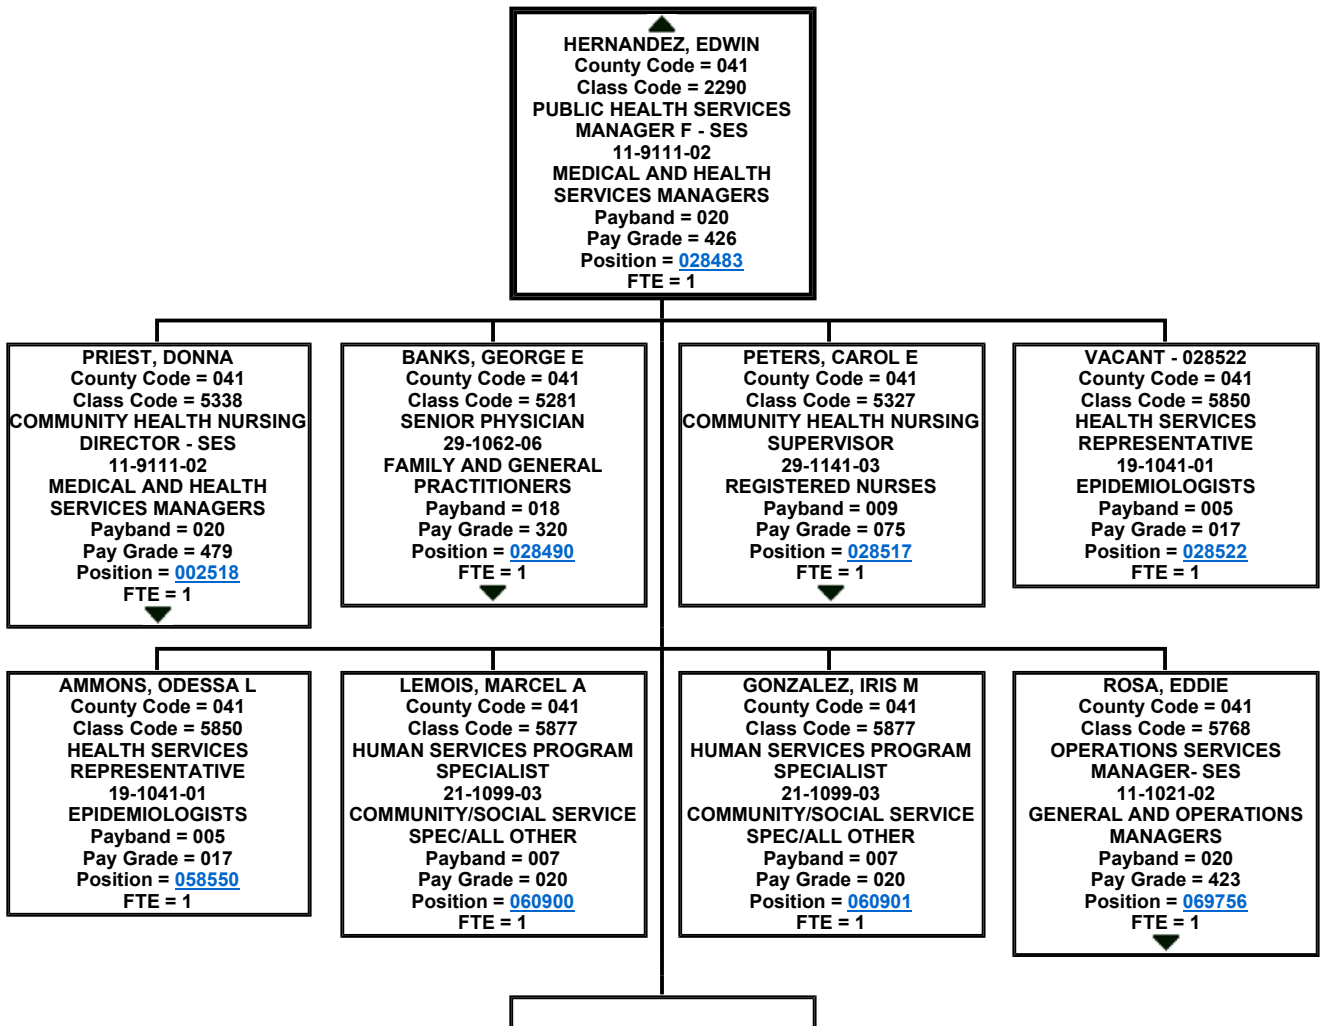 HERNANDEZ, EDWIN
County Code = 041
Class Code = 2290
PUBLIC HEALTH SERVICES
MANAGER F - SES
11-9111-02
MEDICAL AND HEALTH
SERVICES MANAGERS
Payband = 020
Pay Grade = 426
Position = 028483
FTE = 1
PRIEST, DONNA
County Code = 041
Class Code = 5338
COMMUNITY HEALTH NURSING
DIRECTOR - SES
11-9111-02
MEDICAL AND HEALTH
SERVICES MANAGERS
Payband = 020
Pay Grade = 479
Position = 002518
FTE = 1
BANKS, GEORGE E
County Code = 041
Class Code = 5281
SENIOR PHYSICIAN
29-1062-06
FAMILY AND GENERAL
PRACTITIONERS
Payband = 018
Pay Grade = 320
Position = 028490
FTE = 1
PETERS, CAROL E
County Code = 041
Class Code = 5327
COMMUNITY HEALTH NURSING
SUPERVISOR
29-1141-03
REGISTERED NURSES
Payband = 009
Pay Grade = 075
Position = 028517
FTE = 1
VACANT - 028522
County Code = 041
Class Code = 5850
HEALTH SERVICES
REPRESENTATIVE
19-1041-01
EPIDEMIOLOGISTS
Payband = 005
Pay Grade = 017
Position = 028522
FTE = 1
AMMONS, ODESSA L
County Code = 041
Class Code = 5850
HEALTH SERVICES
REPRESENTATIVE
19-1041-01
EPIDEMIOLOGISTS
Payband = 005
Pay Grade = 017
Position = 058550
FTE = 1
LEMOIS, MARCEL A
County Code = 041
Class Code = 5877
HUMAN SERVICES PROGRAM
SPECIALIST
21-1099-03
COMMUNITY/SOCIAL SERVICE
SPEC/ALL OTHER
Payband = 007
Pay Grade = 020
Position = 060900
FTE = 1
GONZALEZ, IRIS M
County Code = 041
Class Code = 5877
HUMAN SERVICES PROGRAM
SPECIALIST
21-1099-03
COMMUNITY/SOCIAL SERVICE
SPEC/ALL OTHER
Payband = 007
Pay Grade = 020
Position = 060901
FTE = 1
ROSA, EDDIE
County Code = 041
Class Code = 5768
OPERATIONS SERVICES
MANAGER- SES
11-1021-02
GENERAL AND OPERATIONS
MANAGERS
Payband = 020
Pay Grade = 423
Position = 069756
FTE = 1